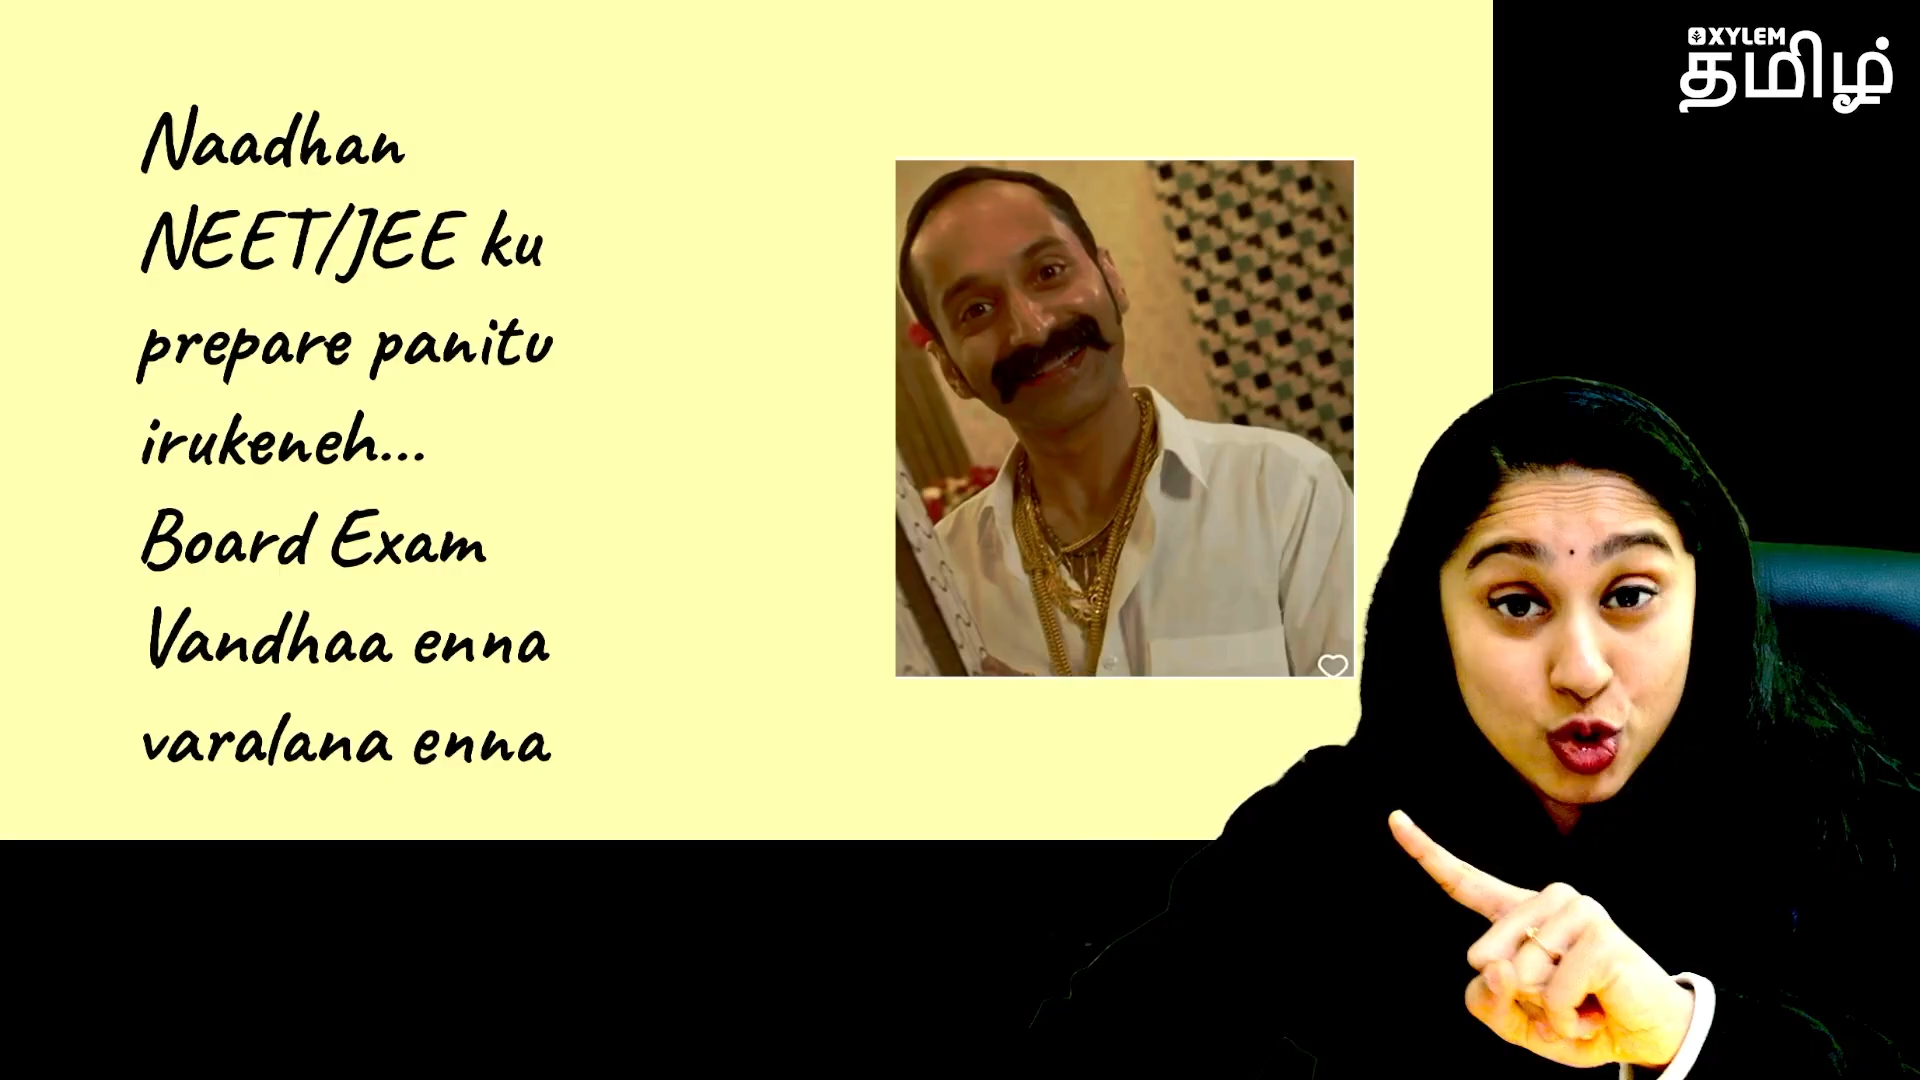 Naadhan
NEET/JEE ku
prepare panitu
irukeneh...
Board Exam
Vandhaa enna
varalana enna
XYLEM
தமிழ்